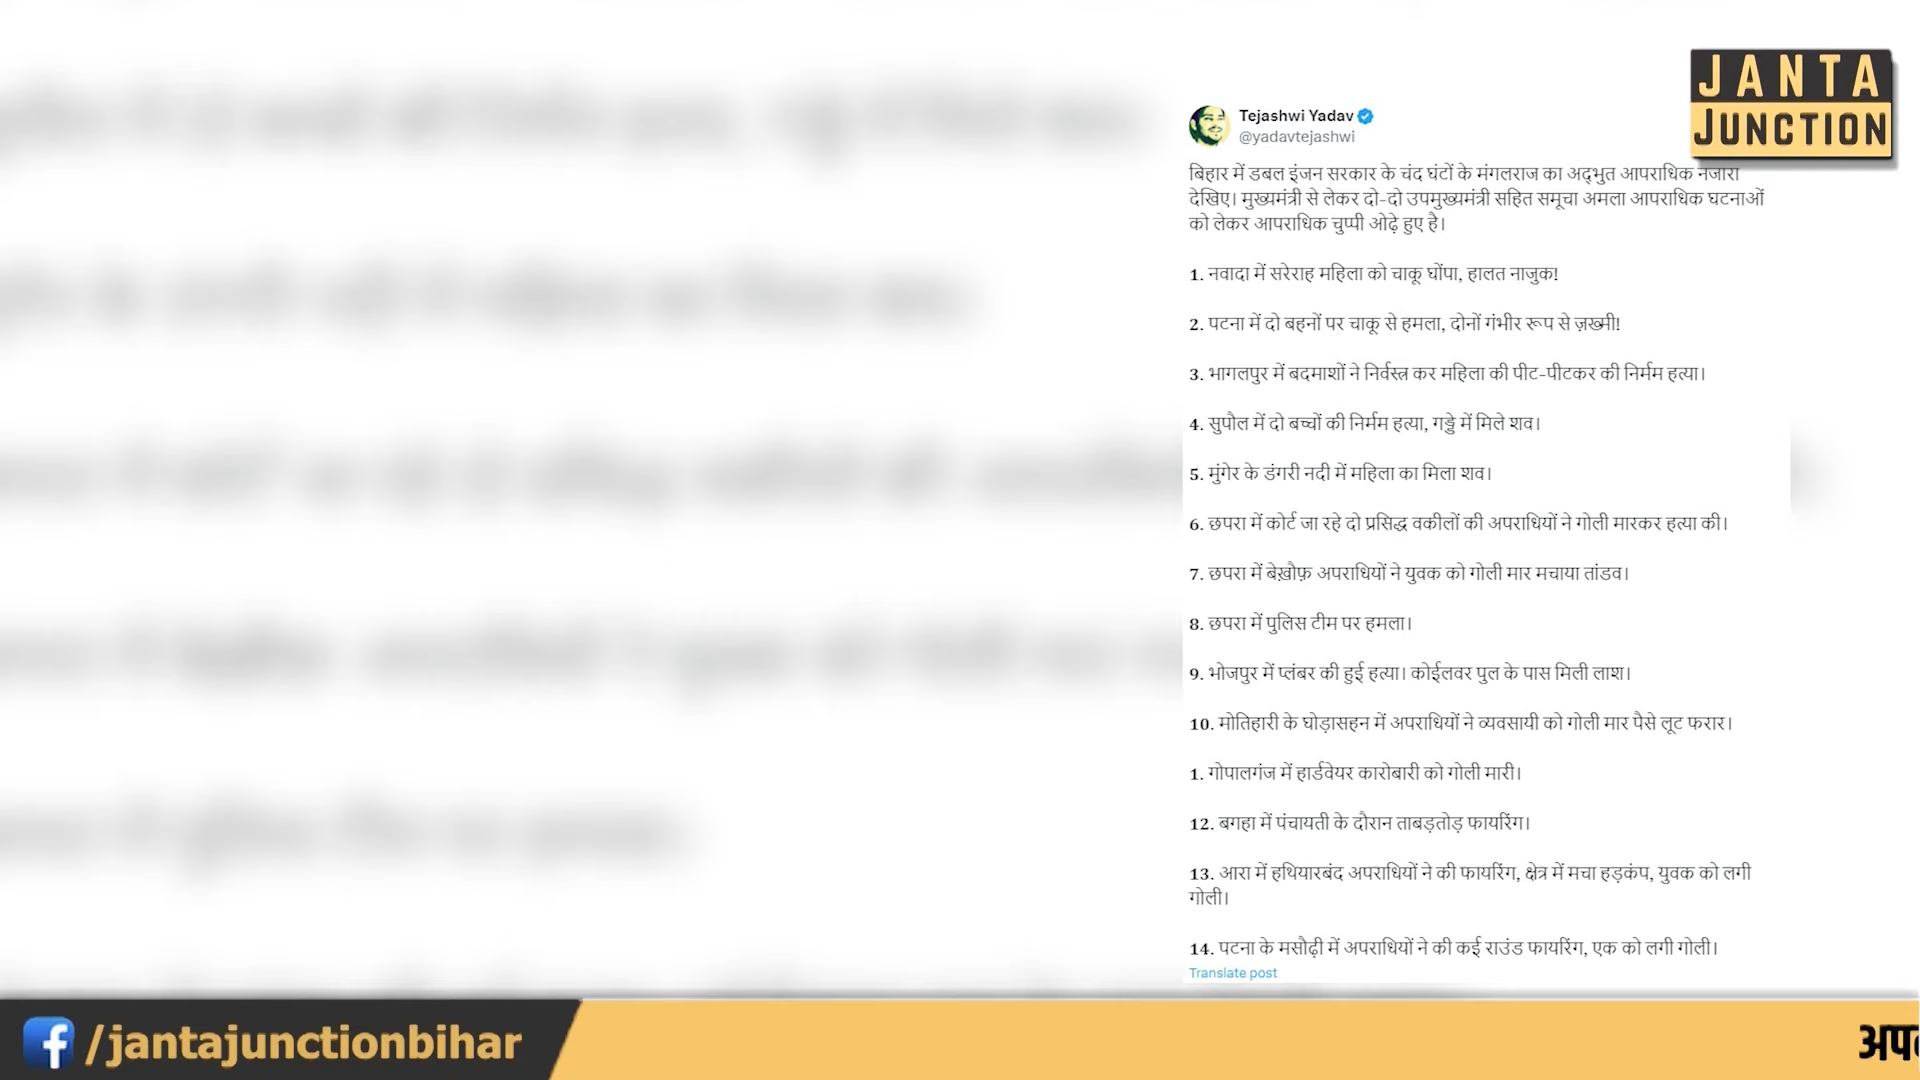 JANTA
JUNCTION
Tejashwi Yadav
@yadavtejashwi
बिहार में डबल इंजन सरकार के चंद घंटों के मंगलराज का अद्भुत आपराधिक नजारा
देखिए। मुख्यमंत्री से लेकर दो-दो उपमुख्यमंत्री सहित समूचा अमला आपराधिक घटनाओं
को लेकर आपराधिक चुप्पी ओढ़े हुए है।
1. नवादा में सरेराह महिला को चाकू घोंपा, हालत नाजुक!
2. पटना में दो बहनों पर चाकू से हमला, दोनों गंभीर रूप से ज़ख्मी!
3. भागलपुर में बदमाशों ने निर्वस्त्र कर महिला की पीट-पीटकर की निर्मम हत्या।
4. सुपौल में दो बच्चों की निर्मम हत्या, गड्ढे में मिले शव।
5. मुंगेर के डंगरी नदी में महिला का मिला शव।
6. छपरा में कोर्ट जा रहे दो प्रसिद्ध वकीलों की अपराधियों ने गोली मारकर हत्या की।
7. छपरा में बेख़ौफ़ अपराधियों ने युवक को गोली मार मचाया तांडव।
8. छपरा में पुलिस टीम पर हमला।
9. भोजपुर में प्लंबर की हुई हत्या। कोईलवर पुल के पास मिली लाश।
10. मोतिहारी के घोड़ासहन में अपराधियों ने व्यवसायी को गोली मार पैसे लूट फरार।
1. गोपालगंज में हार्डवेयर कारोबारी को गोली मारी।
12. बगहा में पंचायती के दौरान ताबड़तोड़ फायरिंग।
13. आरा में हथियारबंद अपराधियों ने की फायरिंग, क्षेत्र में मचा हड़कंप, युवक को लगी
गोली।
14. पटना के मसौढ़ी में अपराधियों ने की कई राउंड फायरिंग, एक को लगी गोली।
Translate post
/jantajunctionbihar